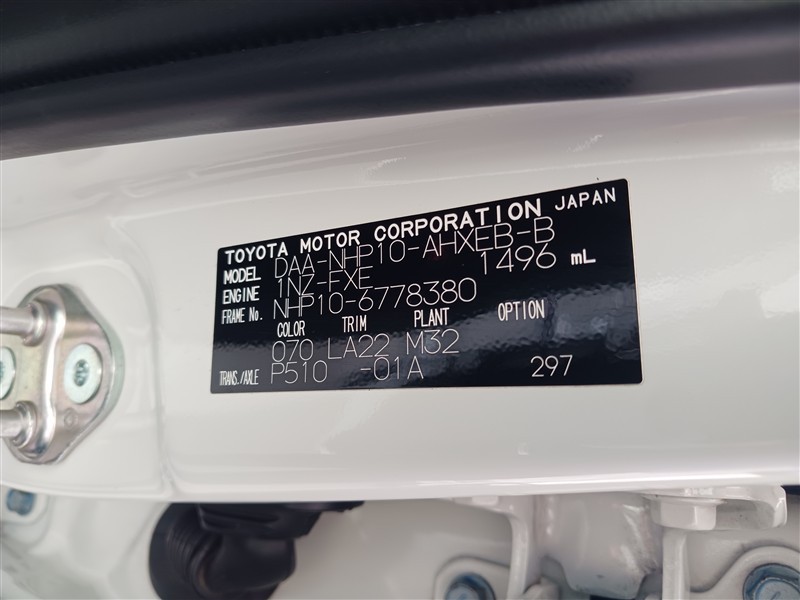 TOYOTA MOTOR CORPORATION JAPAN
MODEL DAA-NHP10-AHXEB-B
ENGINE 1NZ-FXE 1496 mL
FRAME No. NHP10-6778380
COLOR TRIM PLANT OPTION
070 LA22 M32
TRANS./AXLE P510 -01A 297